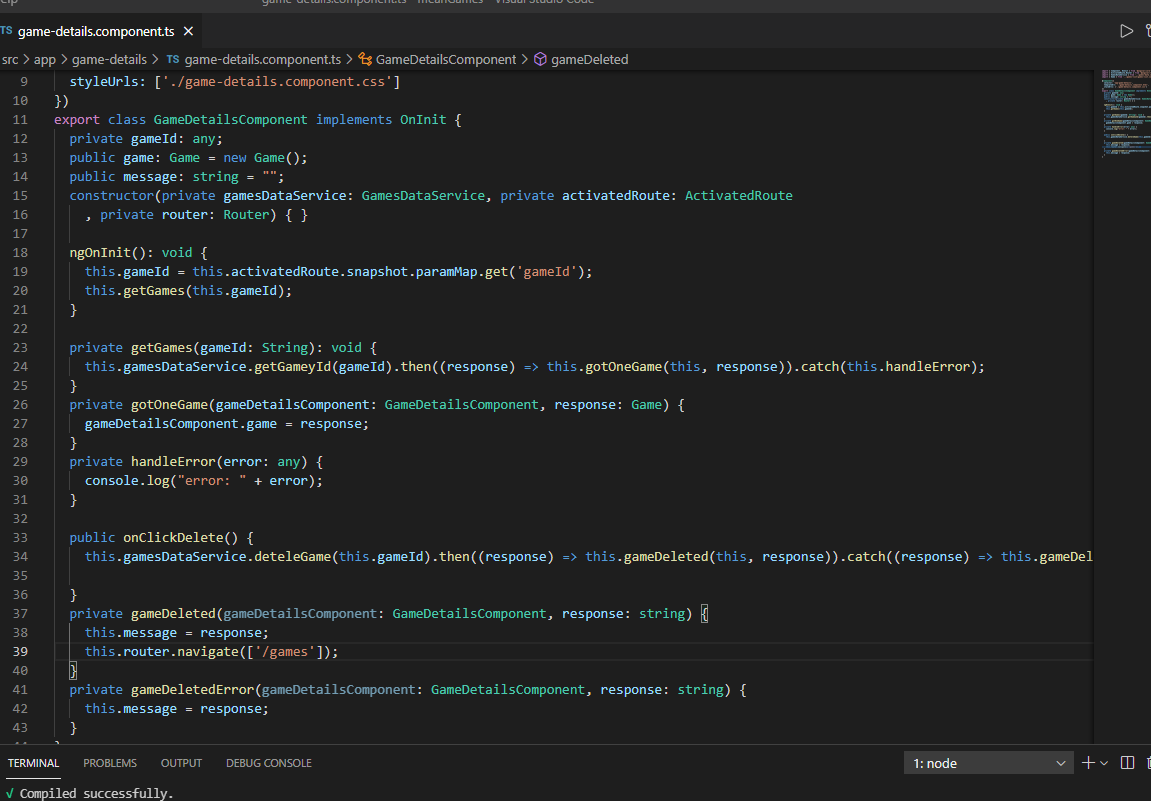 game-details.component.ts - meanGames - Visual Studio Code
TS game-details.component.ts ×
src > app > game-details > TS game-details.component.ts > GameDetailsComponent > gameDeleted
9 styleUrls: ['./game-details.component.css']
10 })
11 export class GameDetailsComponent implements OnInit {
12 private gameId: any;
13 public game: Game = new Game();
14 public message: string = "";
15 constructor(private gamesDataService: GamesDataService, private activatedRoute: ActivatedRoute
16 , private router: Router) { }
17
18 ngOnInit(): void {
19 this.gameId = this.activatedRoute.snapshot.paramMap.get('gameId');
20 this.getGames(this.gameId);
21 }
22
23 private getGames(gameId: String): void {
24 this.gamesDataService.getGameyId(gameId).then((response) => this.gotOneGame(this, response)).catch(this.handleError);
25 }
26 private gotOneGame(gameDetailsComponent: GameDetailsComponent, response: Game) {
27 gameDetailsComponent.game = response;
28 }
29 private handleError(error: any) {
30 console.log("error: " + error);
31 }
32
33 public onClickDelete() {
34 this.gamesDataService.deteleGame(this.gameId).then((response) => this.gameDeleted(this, response)).catch((response) => this.gameDel
35
36 }
37 private gameDeleted(gameDetailsComponent: GameDetailsComponent, response: string) {
38 this.message = response;
39 this.router.navigate(['/games']);
40 }
41 private gameDeletedError(gameDetailsComponent: GameDetailsComponent, response: string) {
42 this.message = response;
43 }
TERMINAL PROBLEMS OUTPUT DEBUG CONSOLE 1: node
√ Compiled successfully.